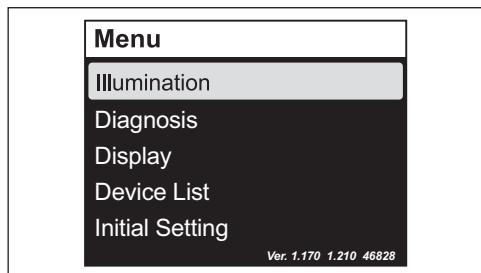 Menu
Illumination
Diagnosis
Display
Device List
Initial Setting
Ver. 1.170 1.210 46828